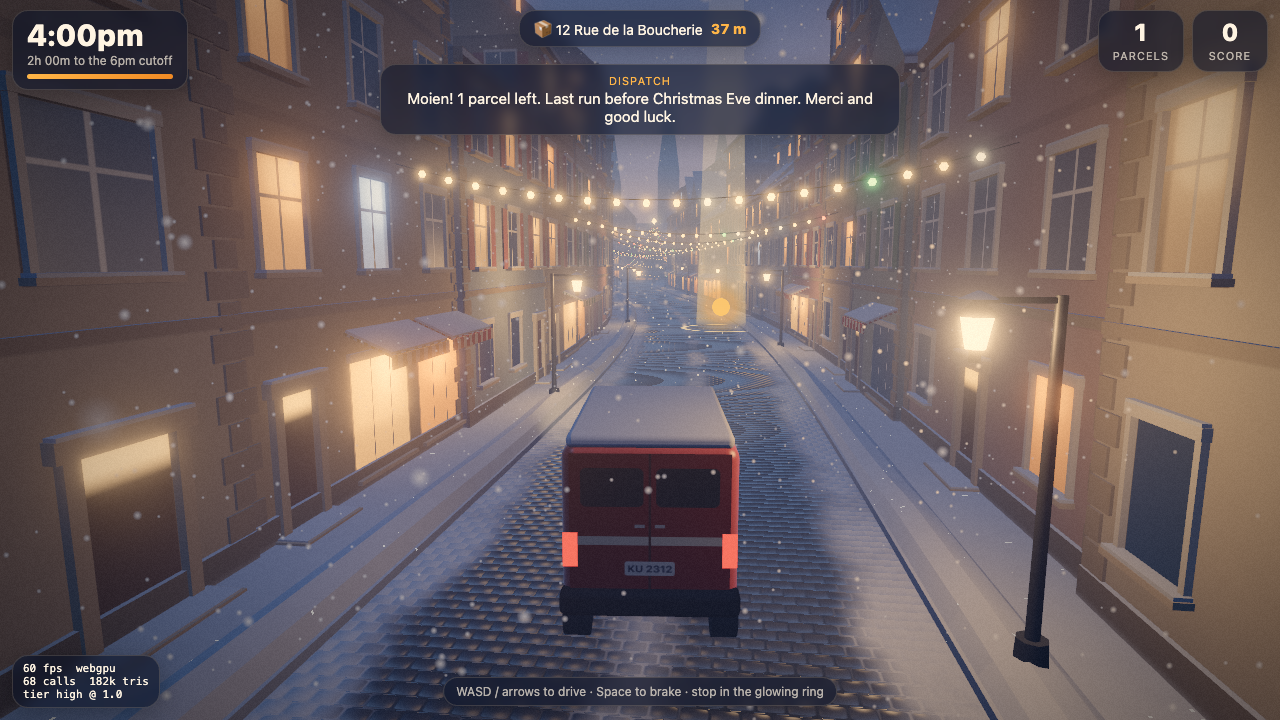 4:00pm
2h 00m to the 6pm cutoff
12 Rue de la Boucherie 37 m
1
PARCELS
0
SCORE
DISPATCH
Moien! 1 parcel left. Last run before Christmas Eve dinner. Merci and
good luck.
KU 2312
60 fps webgpu
68 calls 182k tris
tier high @ 1.0
WASD / arrows to drive · Space to brake · stop in the glowing ring